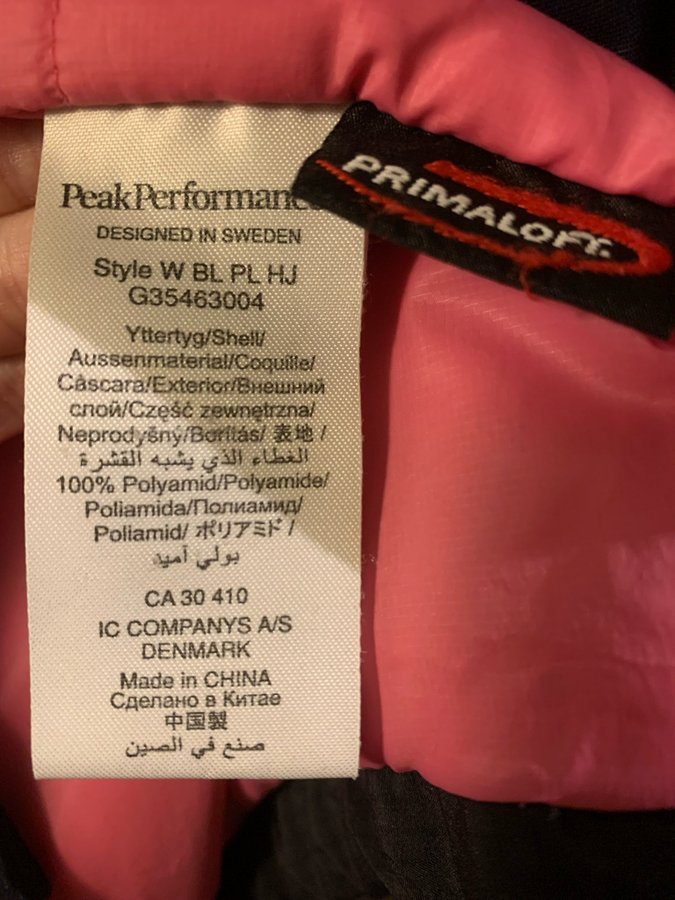 PeakPerformance
PRIMALOFT
DESIGNED IN SWEDEN
Style W BL PL HJ
G35463004
Yttertyg/Shell/
Aussenmaterial/Coquille/
Càscara/Exterior/Внешний
слой/Część zewnętrzna/
Neprodyšný/Borítás/ 表地 /
الغطاء الذي يشبه القشرة
100% Polyamid/Polyamide/
Poliamida/Полиамид/
Poliamid/ ポリアミド /
بولي أميد
CA 30 410
IC COMPANYS A/S
DENMARK
Made in CHINA
Сделано в Китае
中国製
صنع في الصين